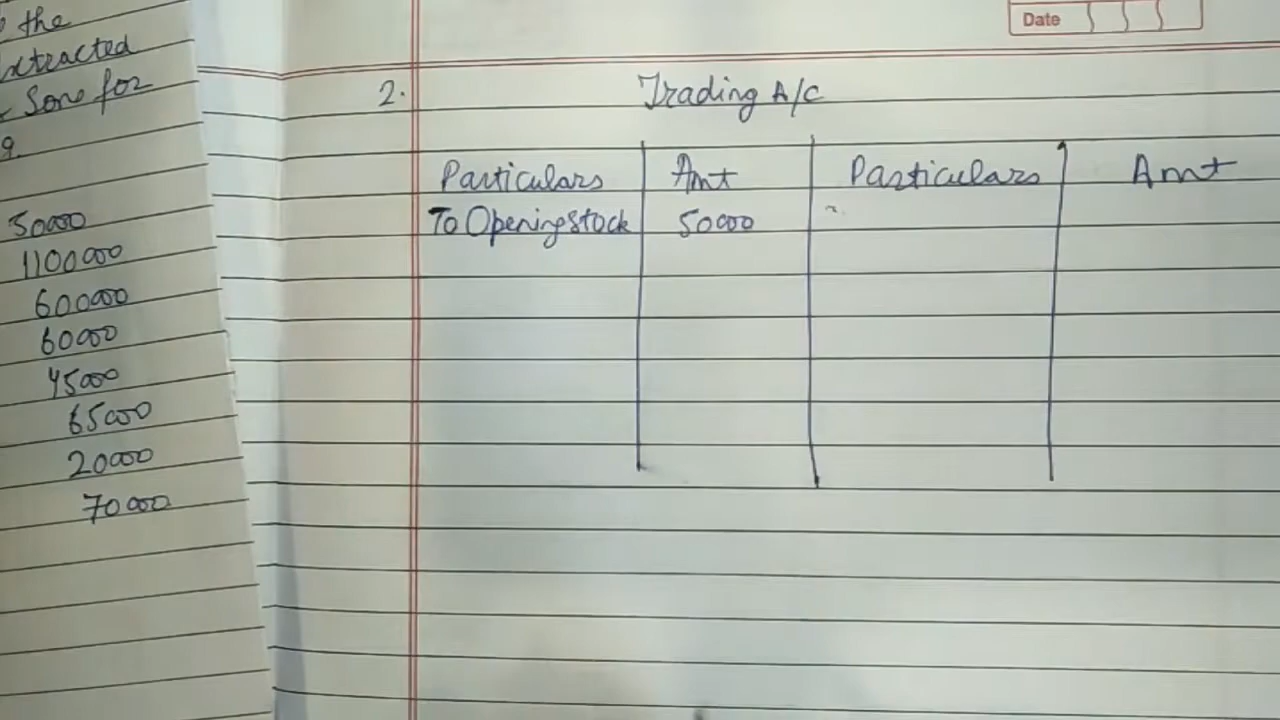 the
xtracted
Sons for
9.
50000
1100000
600000
60000
45000
65000
20000
70000
Date
2. Trading A/C
Particulars Amt Particulars Amt
To Opening stock 50000